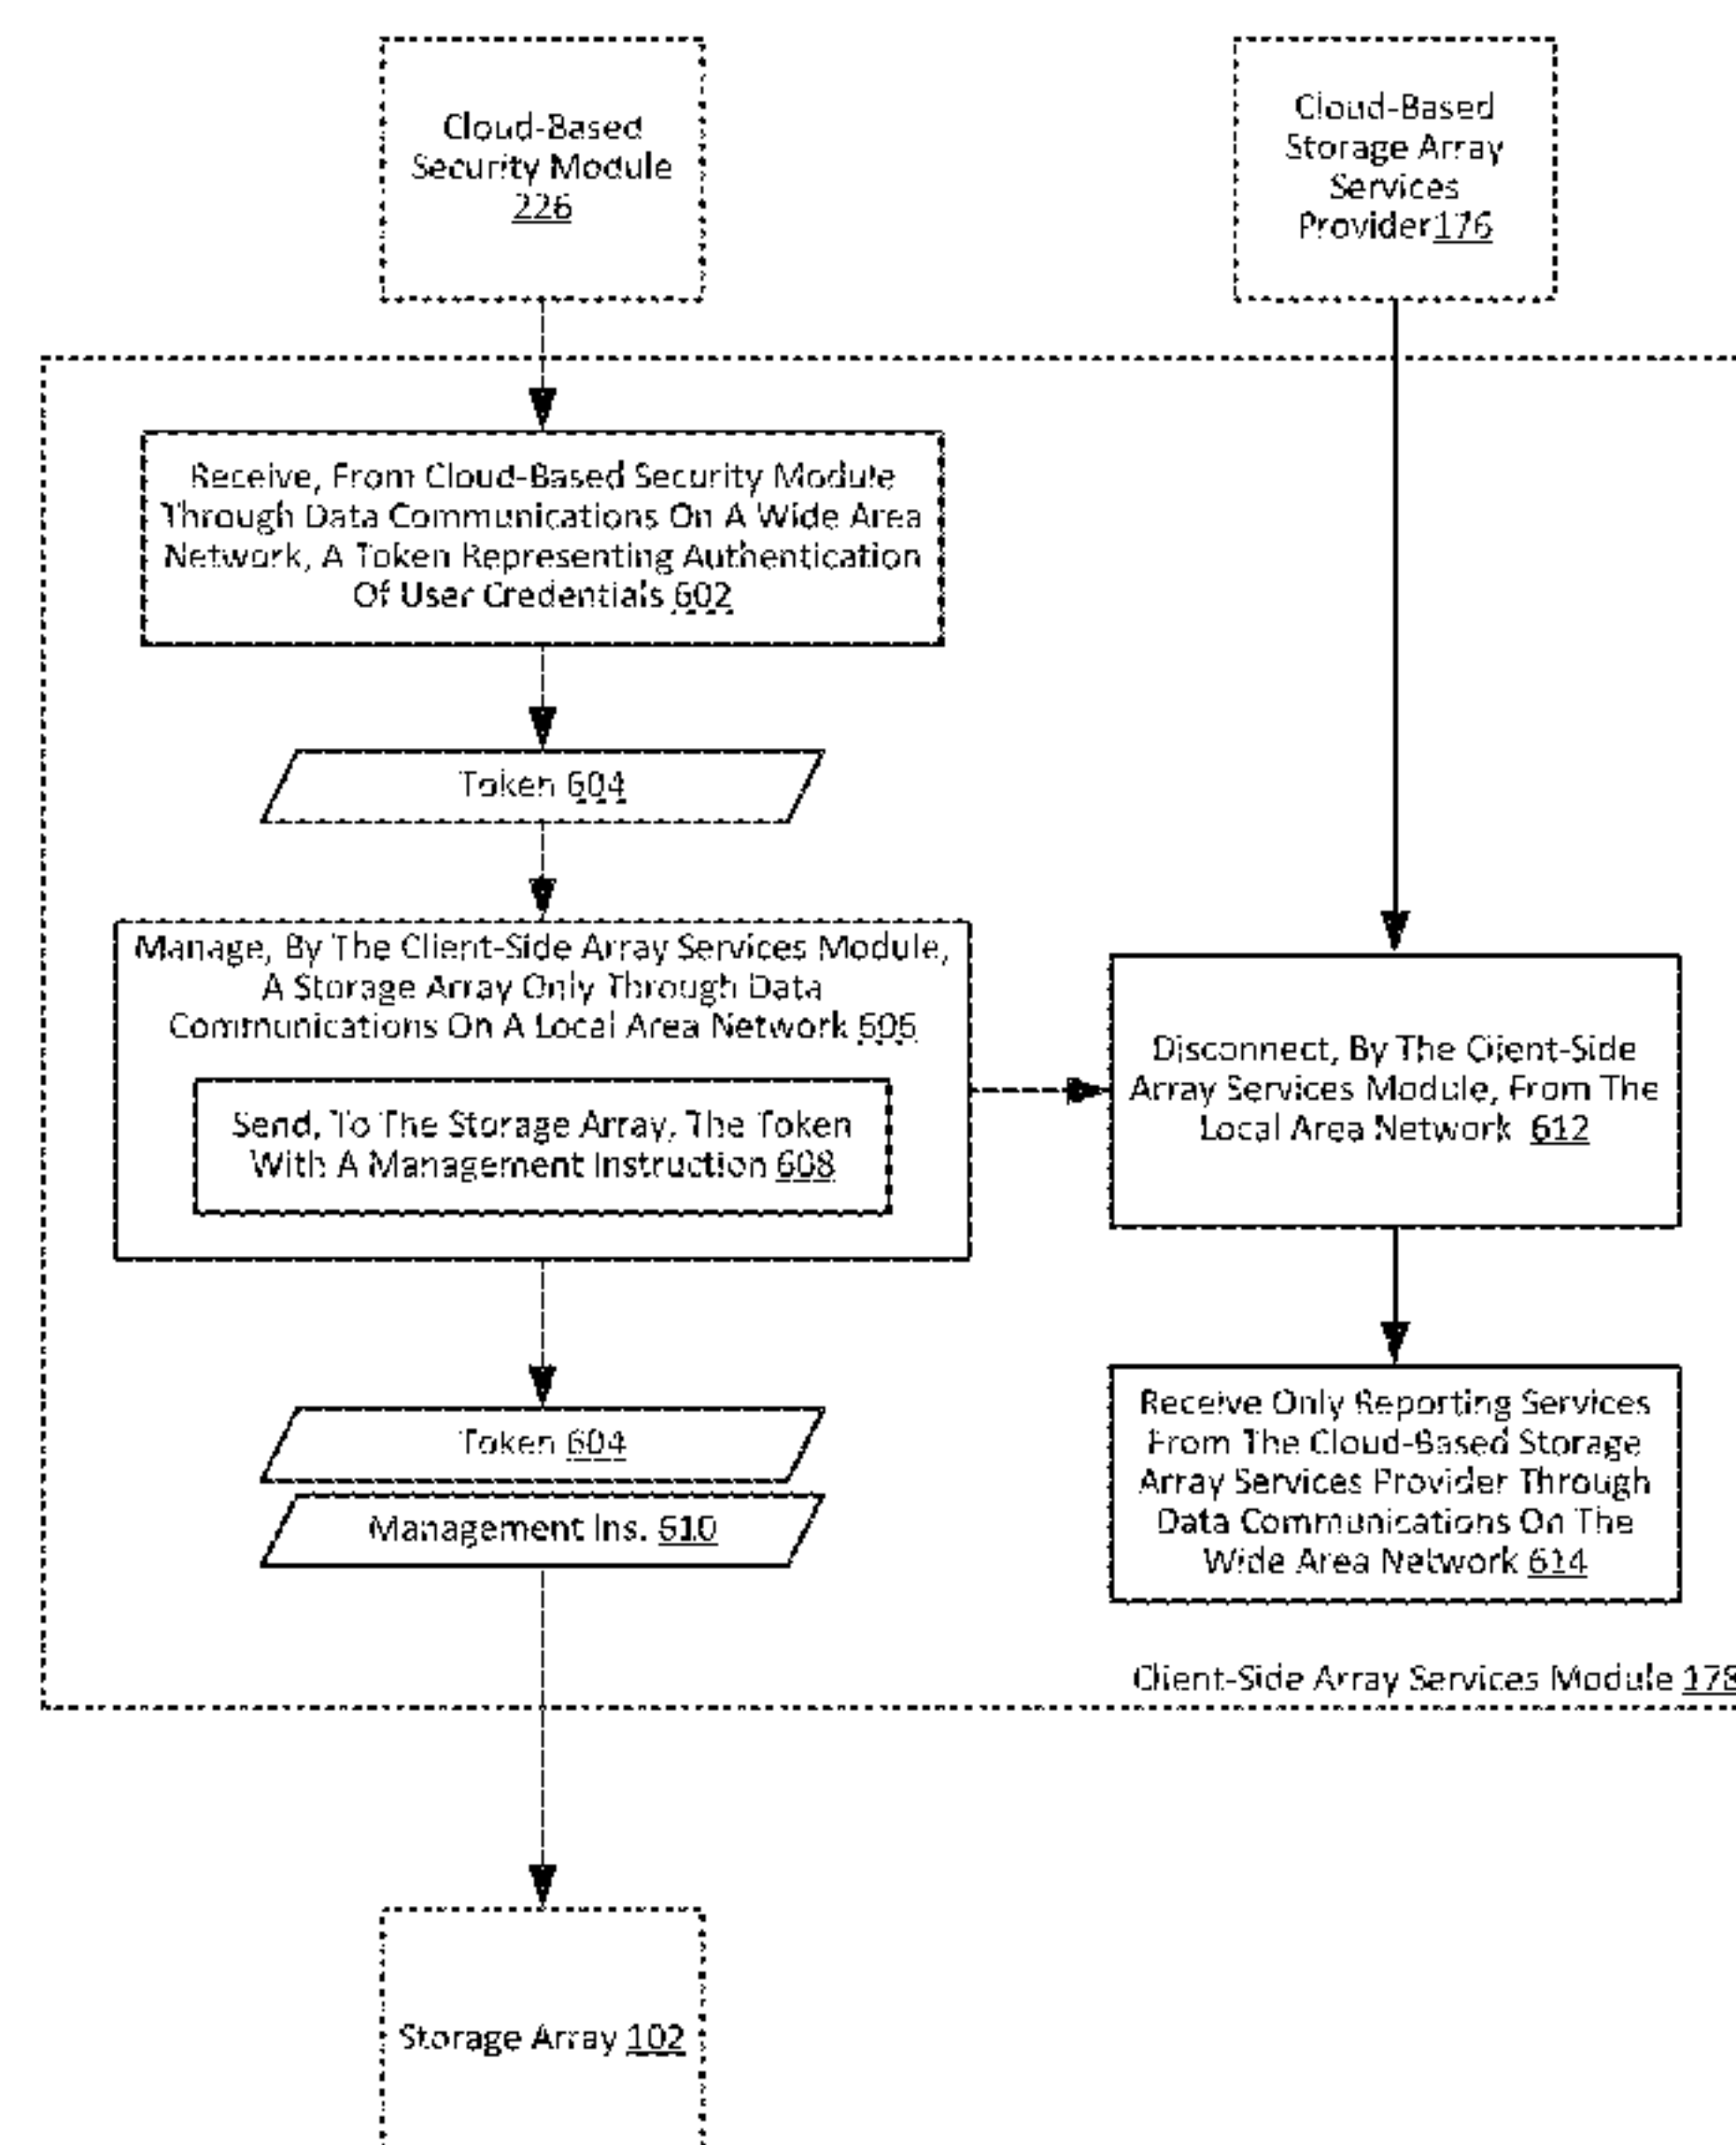 Cloud-Based
Security Module
226
Cloud-Based
Storage Array
Services
Provider176
Receive, From Cloud-Based Security Module
Through Data Communications On A Wide Area
Network, A Token Representing Authentication
Of User Credentials 602
Token 604
Manage, By The Client-Side Array Services Module,
A Storage Array Only Through Data
Communications On A Local Area Network 606
Send, To The Storage Array, The Token
With A Management Instruction 608
Disconnect, By The Client-Side
Array Services Module, From The
Local Area Network 612
Token 604
Management Ins. 610
Receive Only Reporting Services
From The Cloud-Based Storage
Array Services Provider Through
Data Communications On The
Wide Area Network 614
Client-Side Array Services Module 178
Storage Array 102